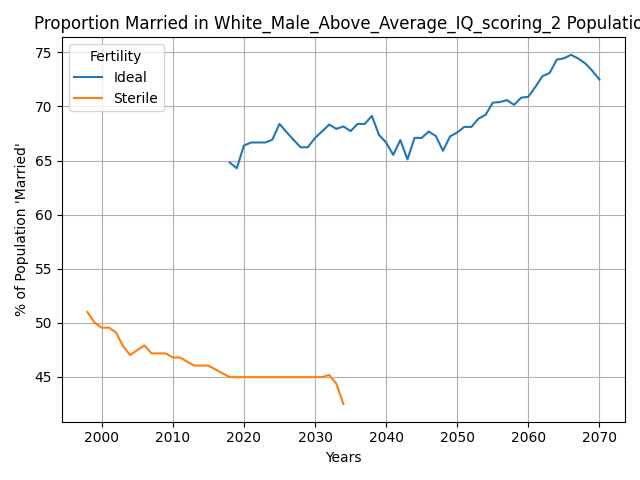 Proportion Married in White_Male_Above_Average_IQ_scoring_2 Populatio
Fertility
Ideal
Sterile
% of Population 'Married'
75
70
65
60
55
50
45
2000 2010 2020 2030 2040 2050 2060 2070
Years